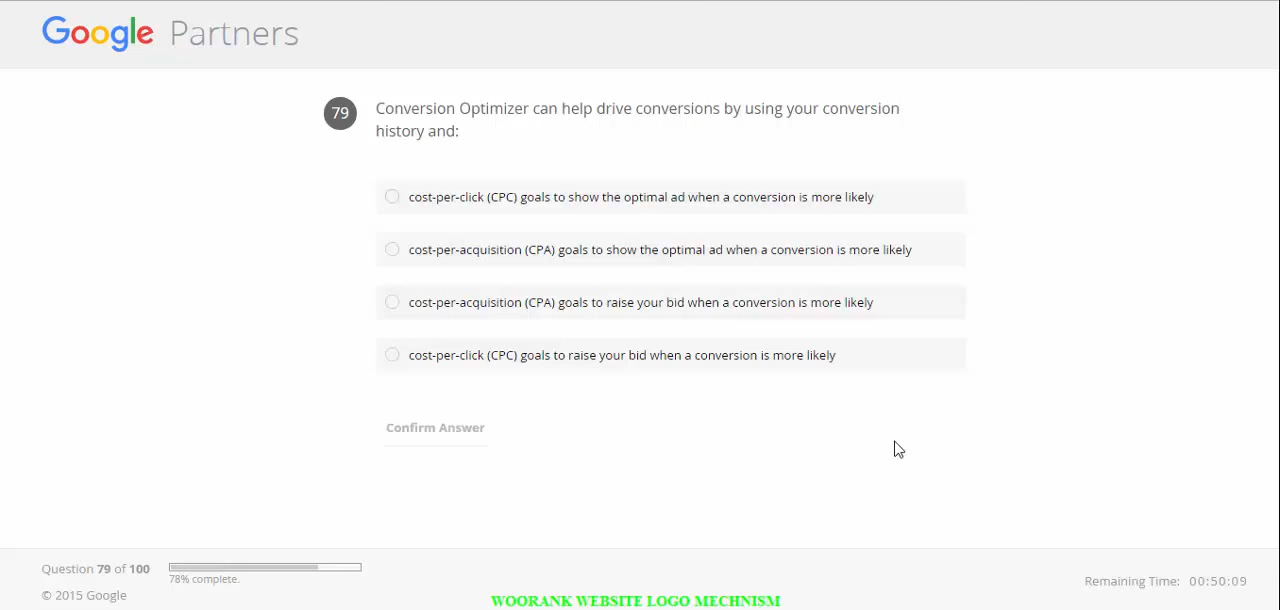 Google Partners
79 Conversion Optimizer can help drive conversions by using your conversion
history and:
cost-per-click (CPC) goals to show the optimal ad when a conversion is more likely
cost-per-acquisition (CPA) goals to show the optimal ad when a conversion is more likely
cost-per-acquisition (CPA) goals to raise your bid when a conversion is more likely
cost-per-click (CPC) goals to raise your bid when a conversion is more likely
Confirm Answer
Question 79 of 100
78% complete.
Remaining Time: 00:50:09
© 2015 Google
WOORANK WEBSITE LOGO MECHNISM